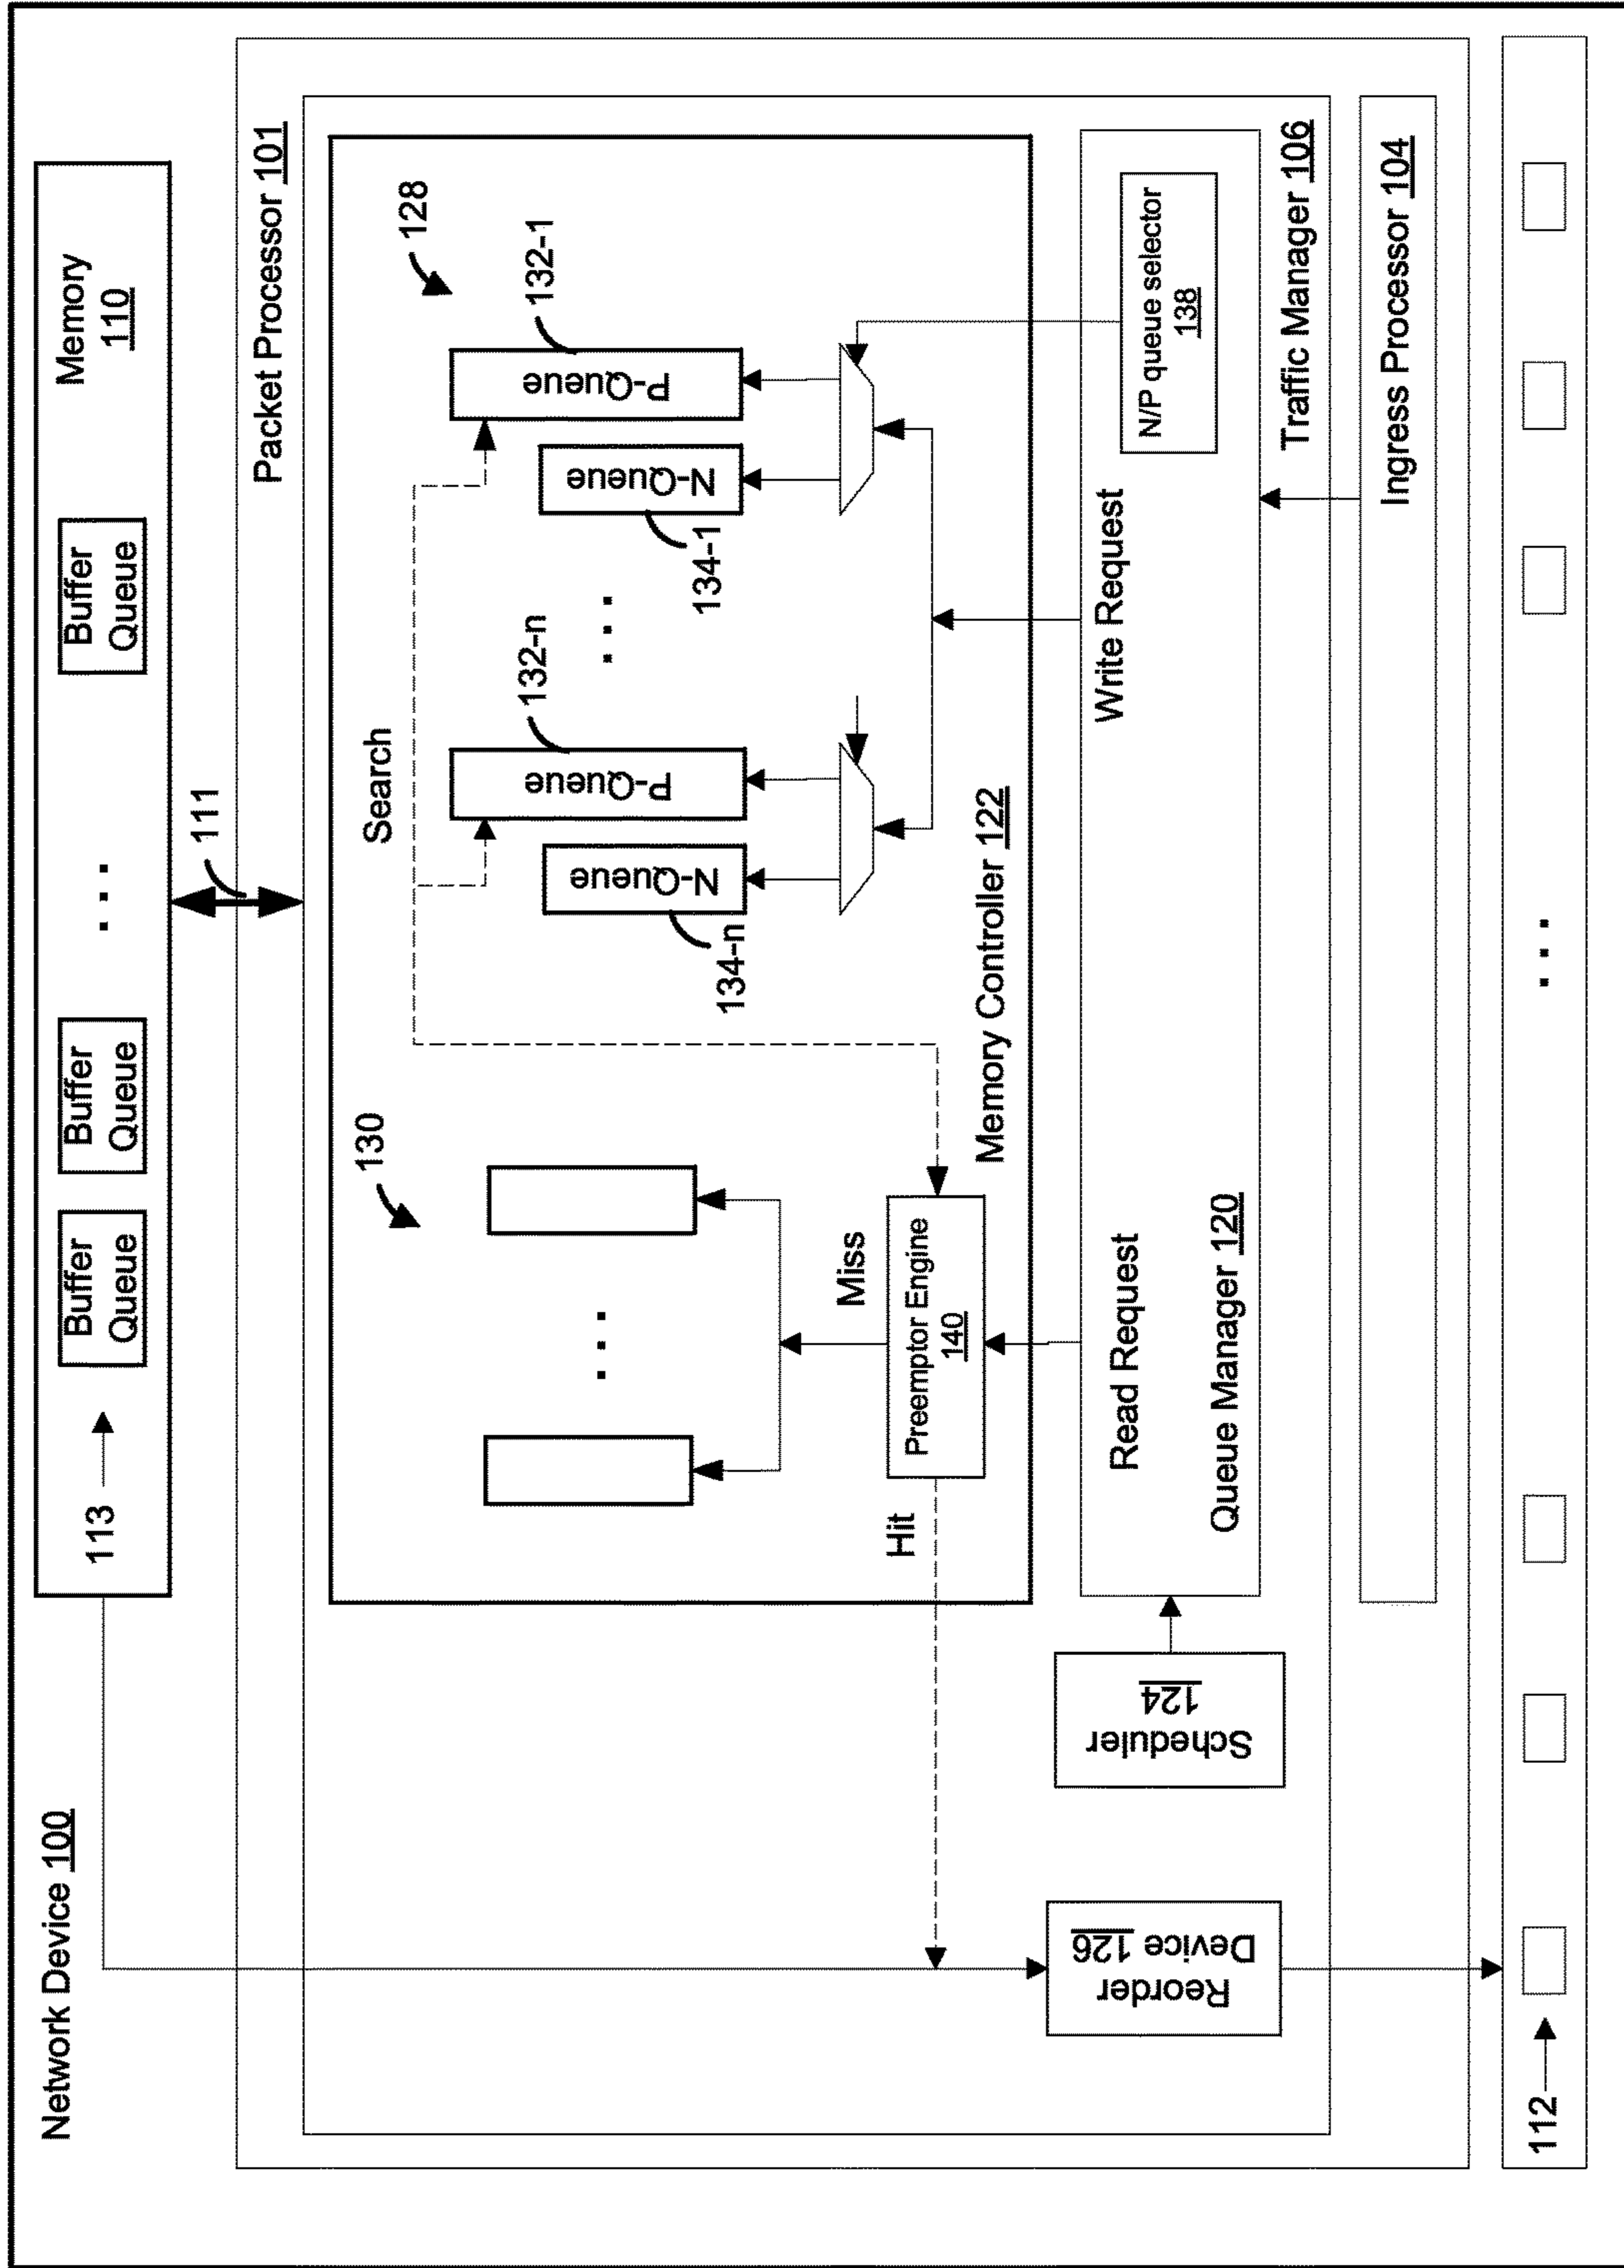 Network Device 100
113
Buffer
Queue
Buffer
Queue
...
Buffer
Queue
Memory
110
111
Packet Processor 101
130
...
Search
132-n
P-Queue
N-Queue
134-n
...
128
132-1
P-Queue
N-Queue
134-1
Hit
Miss
Preemptor Engine
140
Memory Controller 122
Reorder
Device 126
Scheduler
124
Read Request
Write Request
N/P queue selector
138
Queue Manager 120
Traffic Manager 106
Ingress Processor 104
112
...